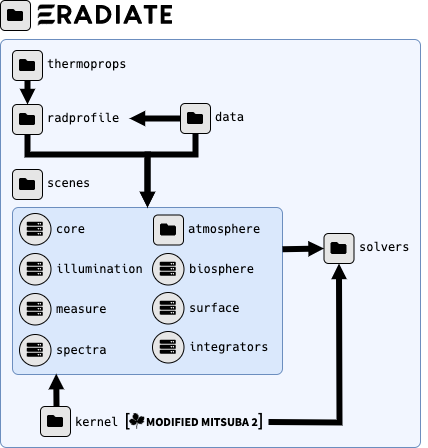 ERADIATE
thermoprops
radprofile
data
scenes
core
atmosphere
illumination
biosphere
solvers
measure
surface
spectra
integrators
kernel [MODIFIED MITSUBA 2]